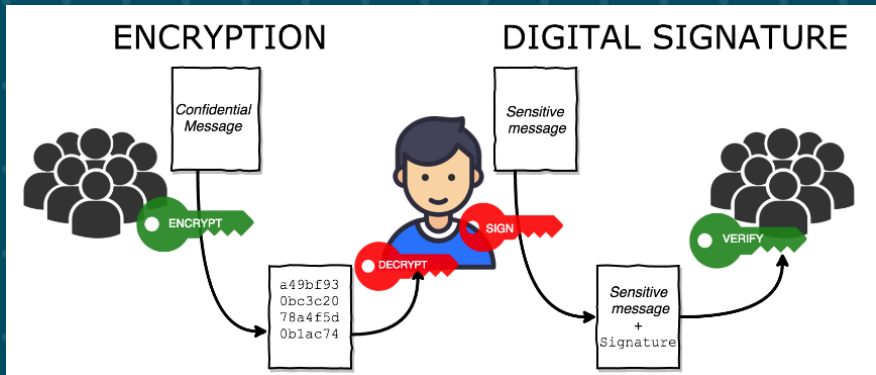 ENCRYPTION
Confidential
Message
ENCRYPT
a49bf93
0bc3c20
78a4f5d
0b1ac74
DECRYPT
DIGITAL SIGNATURE
Sensitive
message
SIGN
Sensitive
message
+
Signature
VERIFY